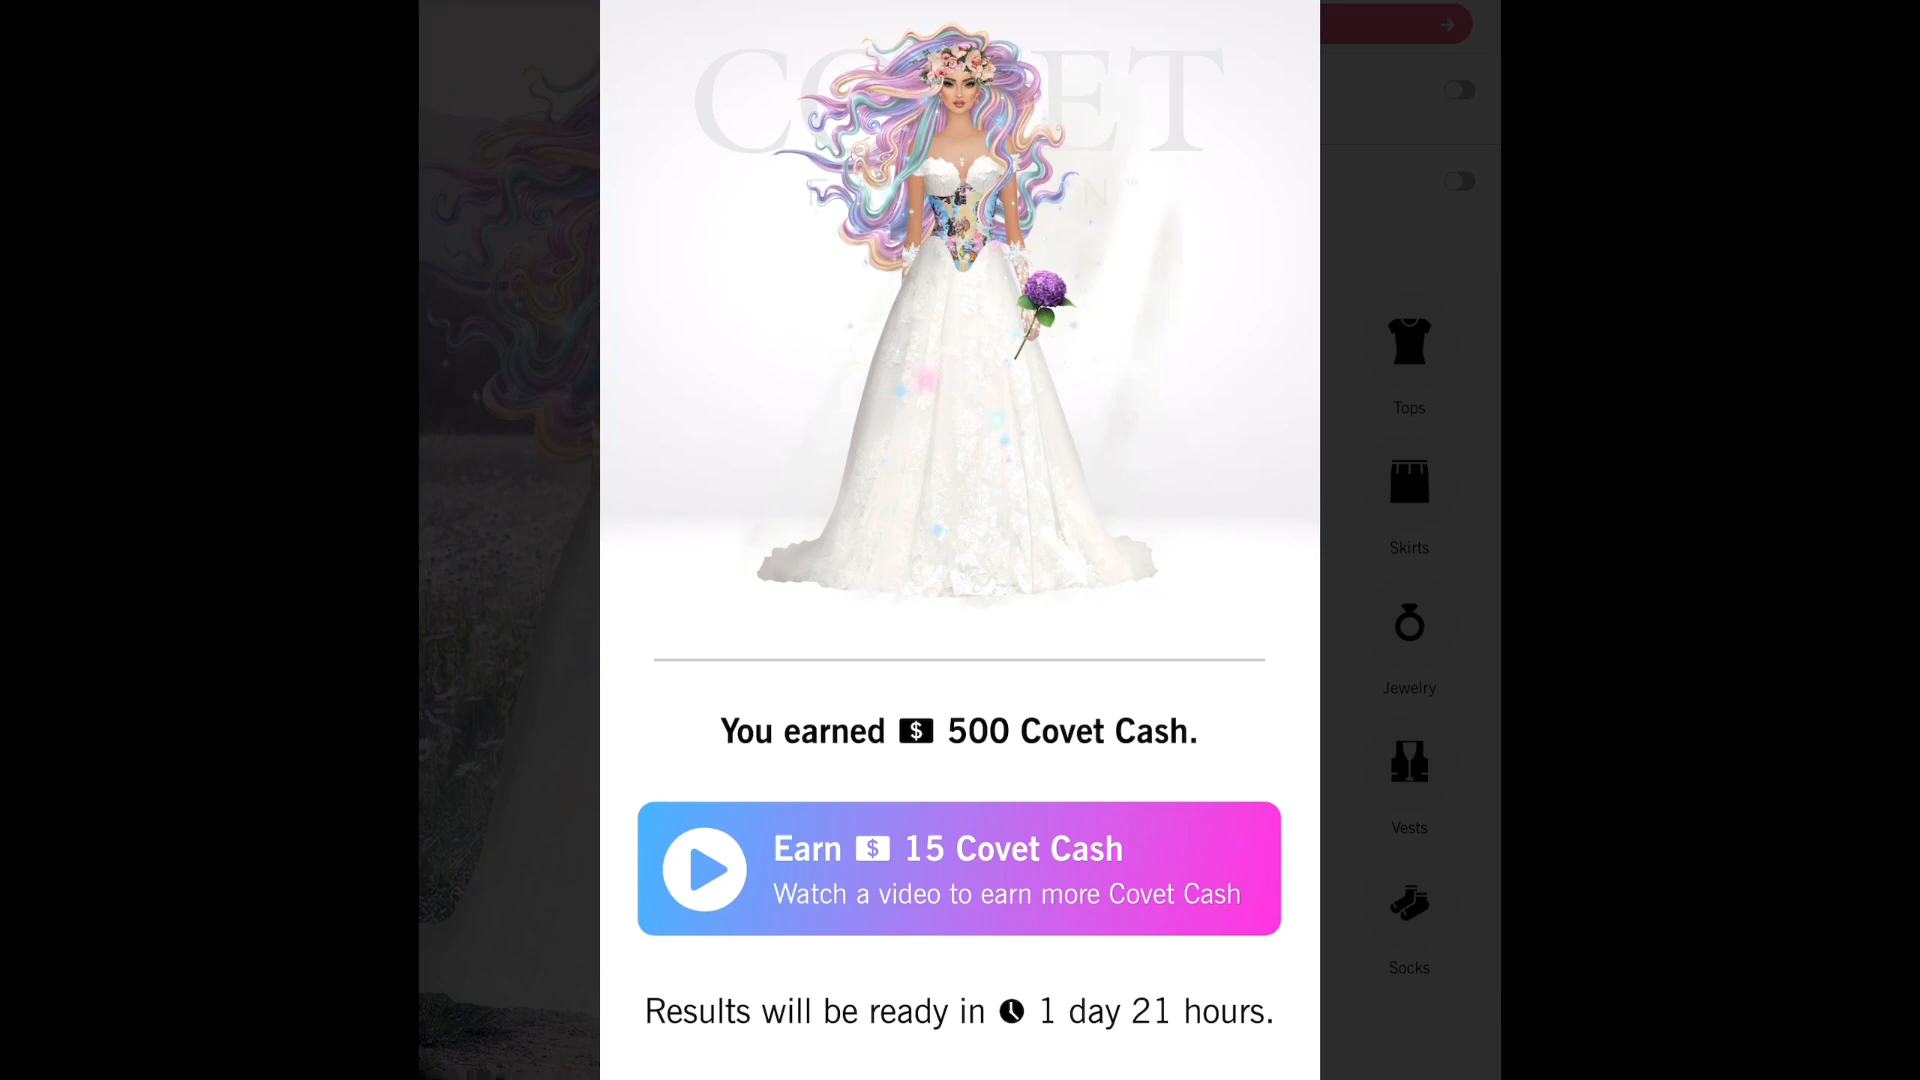 COVET
You earned $ 500 Covet Cash.
Earn $ 15 Covet Cash
Watch a video to earn more Covet Cash
Results will be ready in 1 day 21 hours.
Tops
Skirts
Jewelry
Vests
Socks